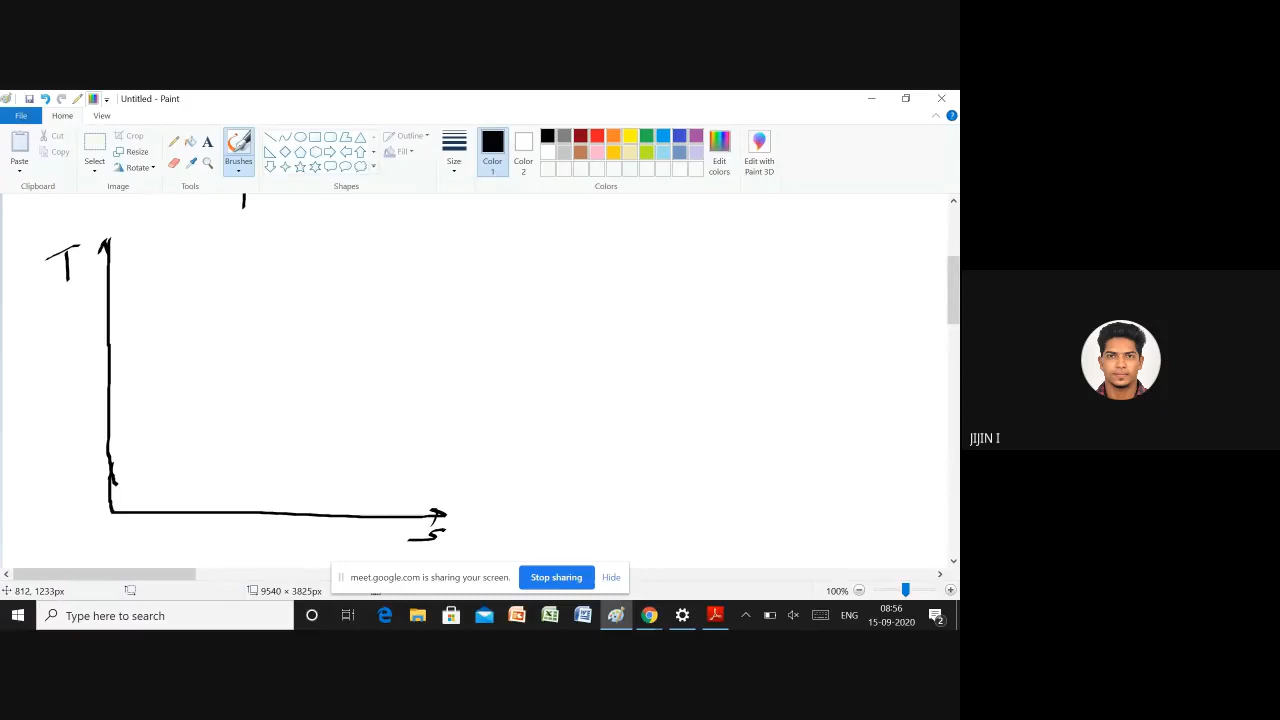 Untitled - Paint
File
Home
View
Paste
Cut
Copy
Clipboard
Select
Crop
Resize
Rotate
Image
Tools
Brushes
Shapes
Outline
Fill
Size
Color
1
Color
2
Colors
Edit
colors
Edit with
Paint 3D
T
S
JIJIN I
meet.google.com is sharing your screen.
Stop sharing
Hide
812, 1233px
9540 × 3825px
100%
Type here to search
ENG
08:56
15-09-2020
2